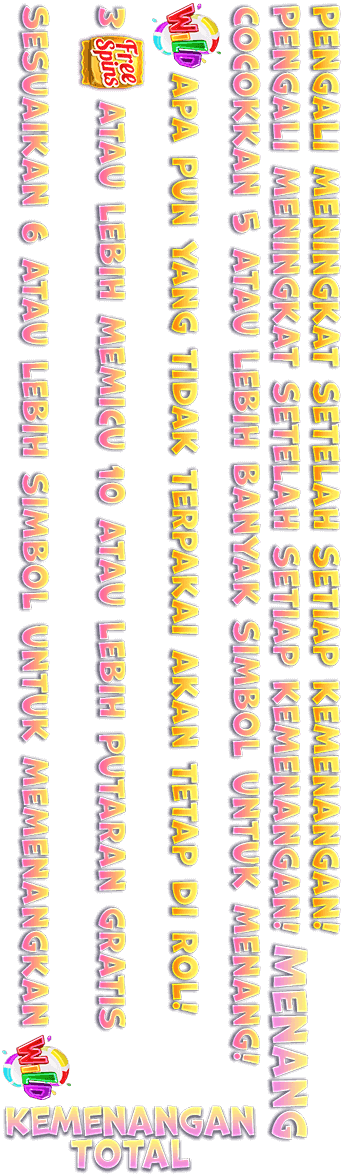 PENGALI MENINGKAT SETELAH SETIAP KEMENANGAN!
PENGALI MENINGKAT SETELAH SETIAP KEMENANGAN!
MENANG
COCOKKAN 5 ATAU LEBIH BANYAK SIMBOL UNTUK MENANG!
WILD APA PUN YANG TIDAK TERPAKAI AKAN TETAP DI ROL!
3 Free Spins ATAU LEBIH MEMICU 10 ATAU LEBIH PUTARAN GRATIS
SESUAIKAN 6 ATAU LEBIH SIMBOL UNTUK MEMENANGKAN
WILD
KEMENANGAN
TOTAL